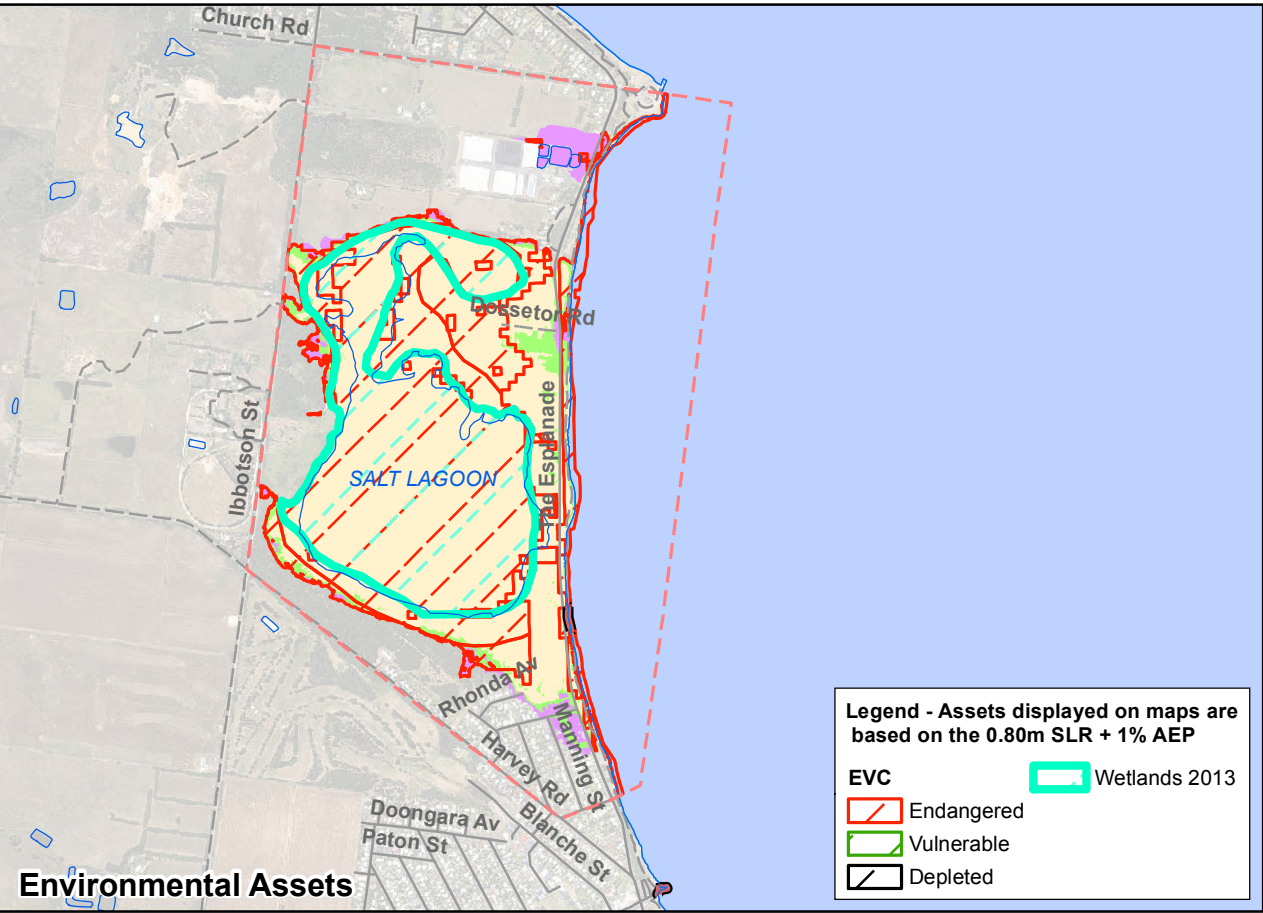 Church Rd
Dossetor Rd
The Esplanade
Ibbotson St
SALT LAGOON
Rhonda Av
Manning St
Harvey Rd
Doongara Av
Blanche St
Paton St
Environmental Assets
Legend - Assets displayed on maps are
based on the 0.80m SLR + 1% AEP
EVC
Wetlands 2013
Endangered
Vulnerable
Depleted